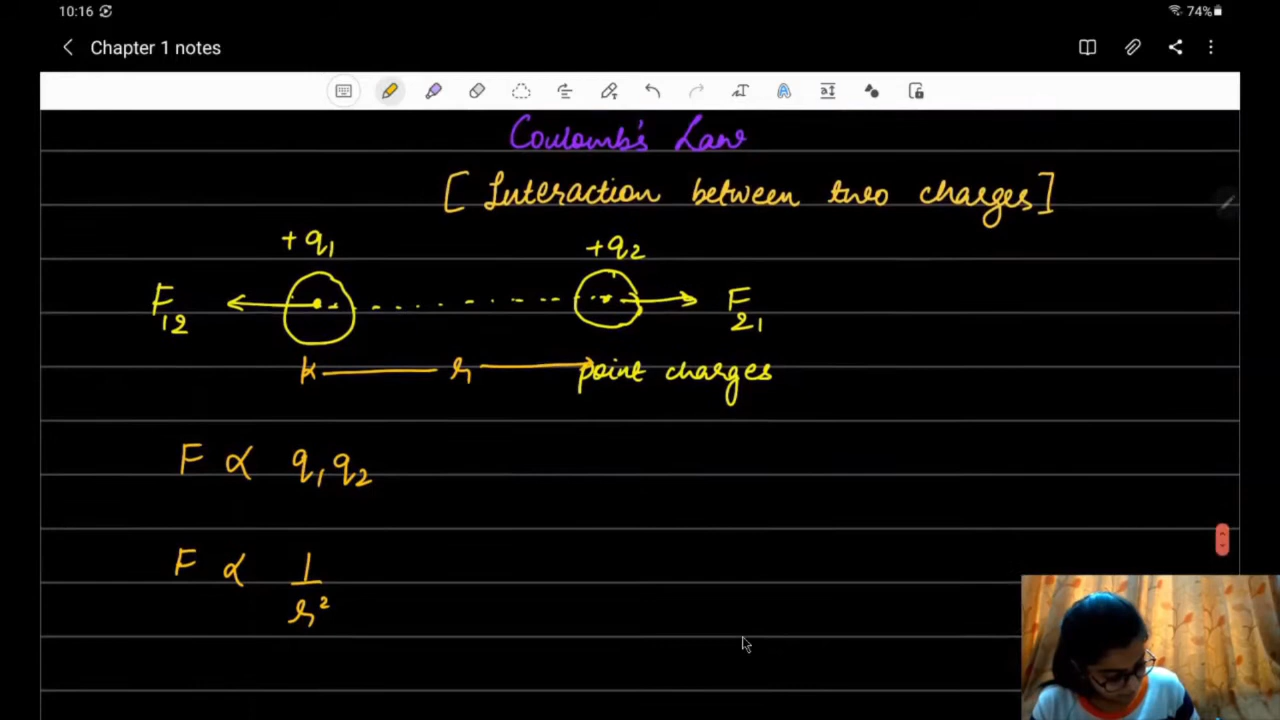 10:16 74%
Chapter 1 notes
Coulomb's Law
[Interaction between two charges]
+q1 +q2
F12 F21
r point charges
F ∝ q1q2
F ∝ 1/r²